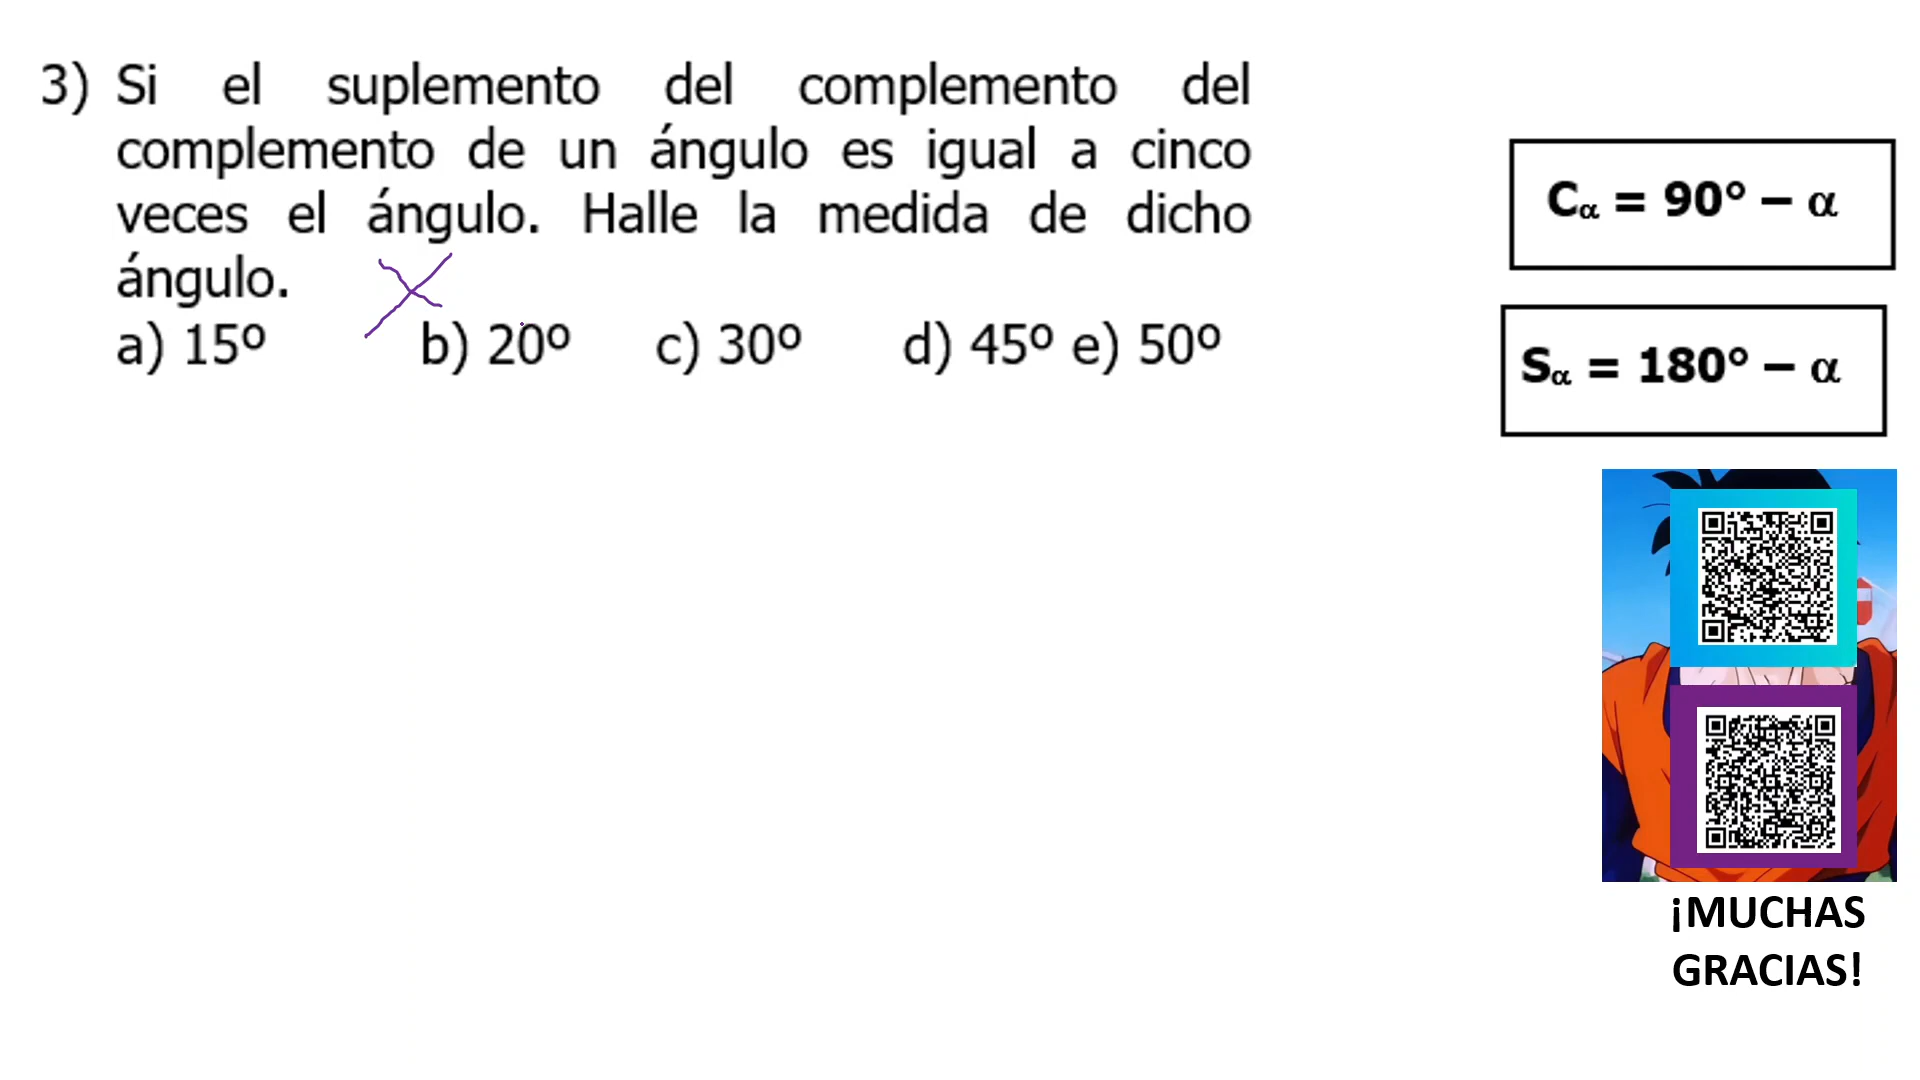 3) Si el suplemento del complemento del
complemento de un ángulo es igual a cinco
veces el ángulo. Halle la medida de dicho
ángulo.
x
a) 15º b) 20º c) 30º d) 45º e) 50º
Cα = 90° – α
Sα = 180° – α
¡MUCHAS
GRACIAS!